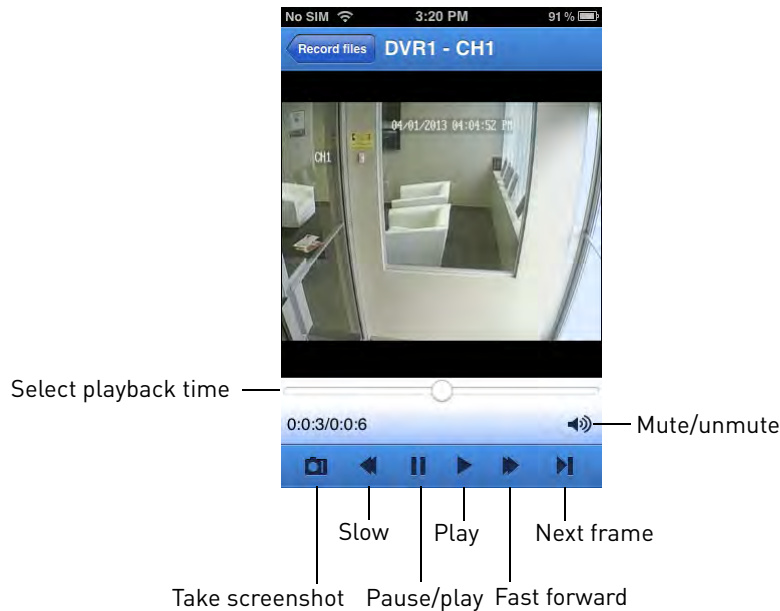 No SIM 3:20 PM 91 %
Record files DVR1 - CH1
04/01/2013 04:04:52 PM
CH1
Select playback time
0:0:3/0:0:6
Mute/unmute
Slow Play Next frame
Take screenshot Pause/play Fast forward